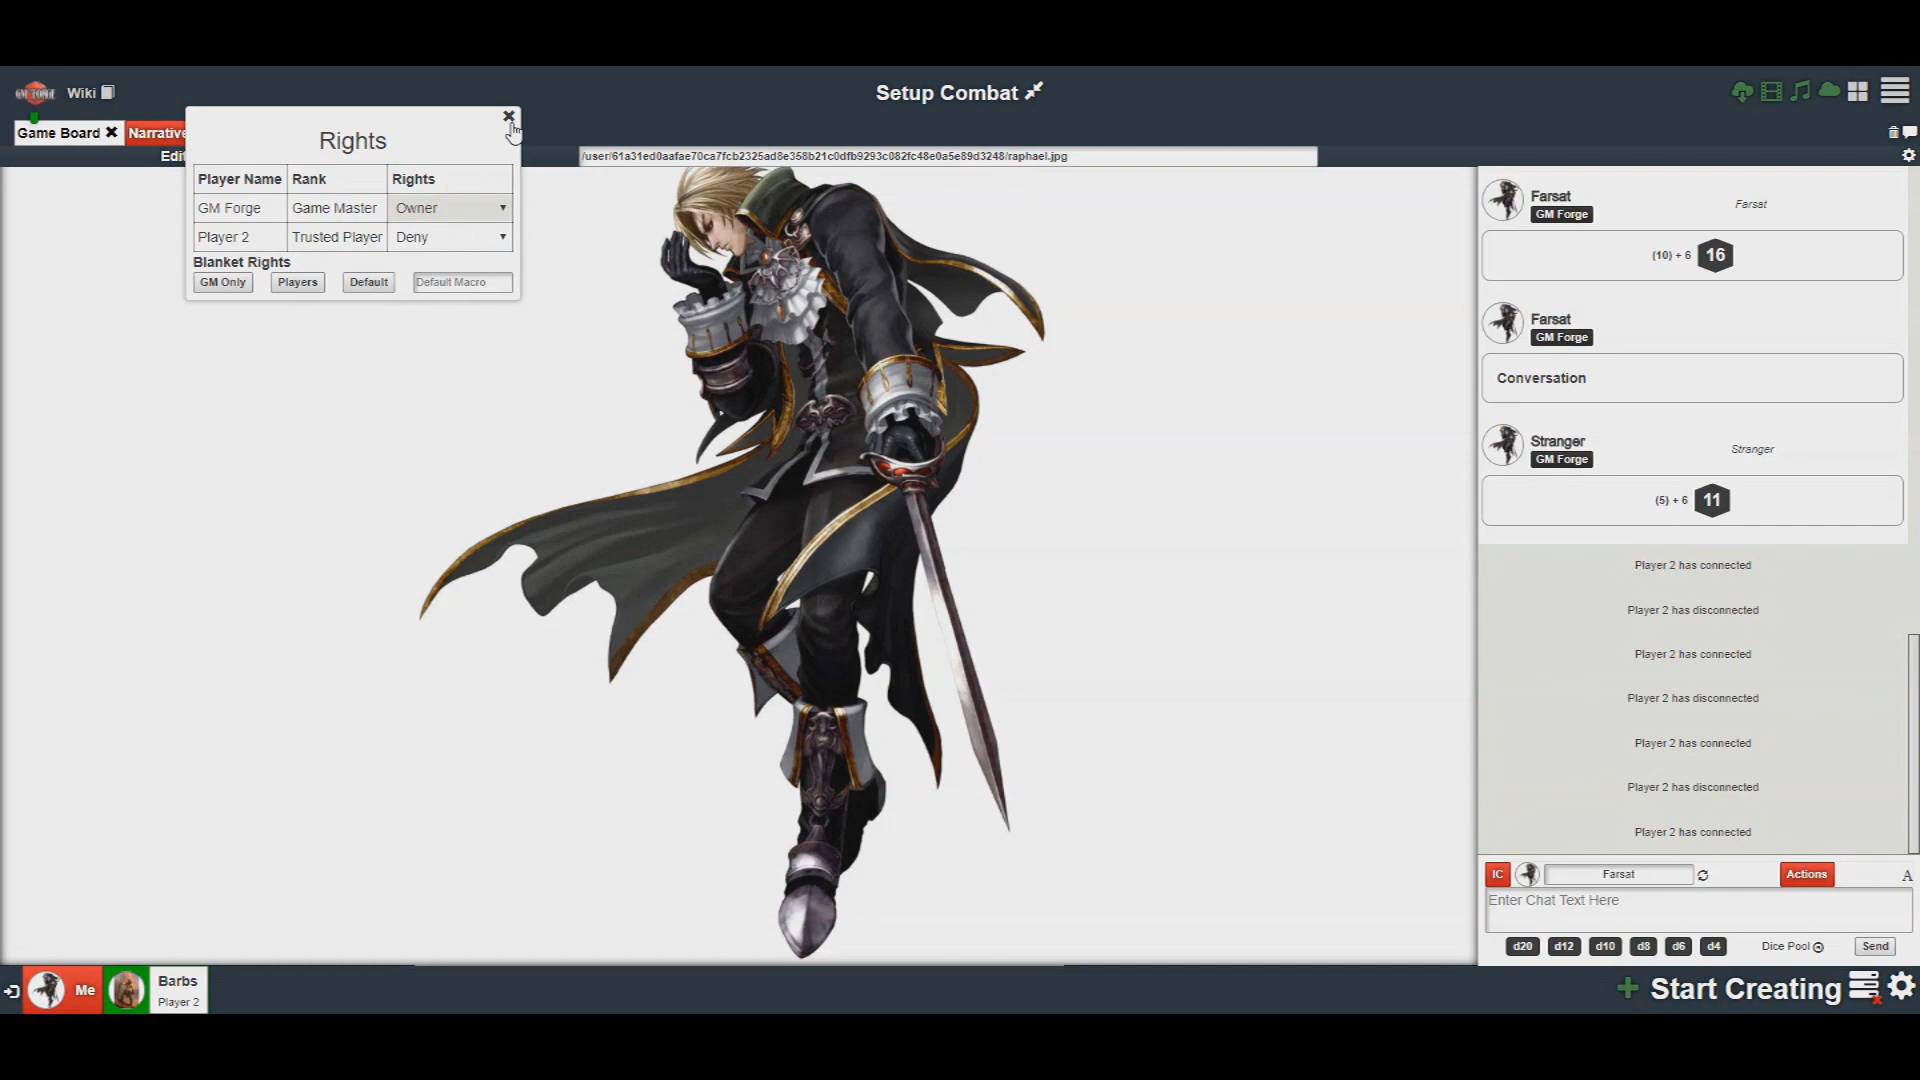 GM FORGE
Wiki
Setup Combat
Game Board
Narrative
Edi
/user/61a31ed0aafae70ca7fcb2325ad8e358b21c0dfb9293c082fc48e0a5e89d3248/raphael.jpg
Rights
Player Name Rank Rights
GM Forge Game Master Owner
Player 2 Trusted Player Deny
Blanket Rights
GM Only Players Default Default Macro
Farsat
GM Forge
Farsat
(10) + 6 16
Farsat
GM Forge
Conversation
Stranger
GM Forge
Stranger
(5) + 6 11
Player 2 has connected
Player 2 has disconnected
Player 2 has connected
Player 2 has disconnected
Player 2 has connected
Player 2 has disconnected
Player 2 has connected
IC Farsat Actions A
Enter Chat Text Here
d20 d12 d10 d8 d6 d4 Dice Pool Send
Me
Barbs
Player 2
Start Creating